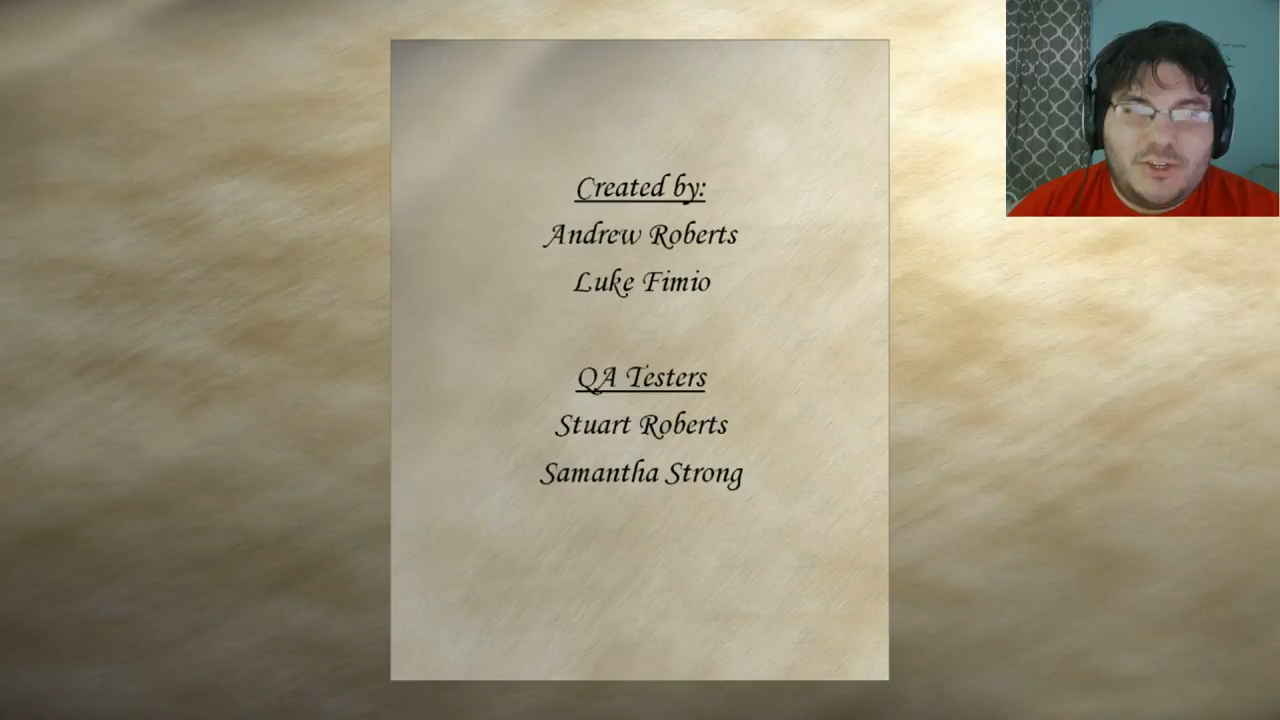 Created by:
Andrew Roberts
Luke Fimio
QA Testers
Stuart Roberts
Samantha Strong